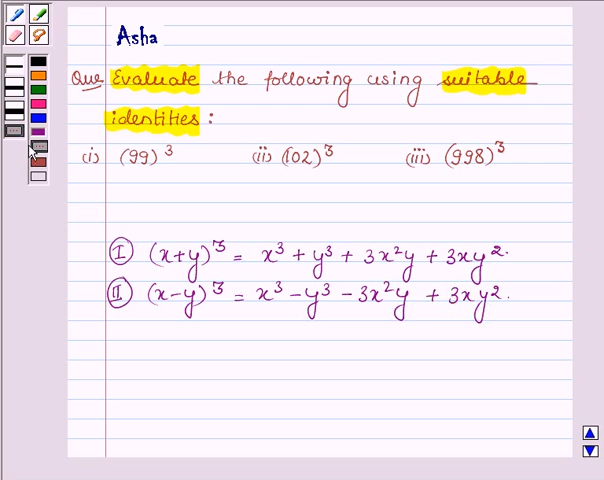 Asha
Que Evaluate the following using suitable
identities :
(i) (99)³ (ii) (102)³ (iii) (998)³
(I) (x+y)³ = x³ + y³ + 3x²y + 3xy².
(II) (x-y)³ = x³ - y³ - 3x²y + 3xy².